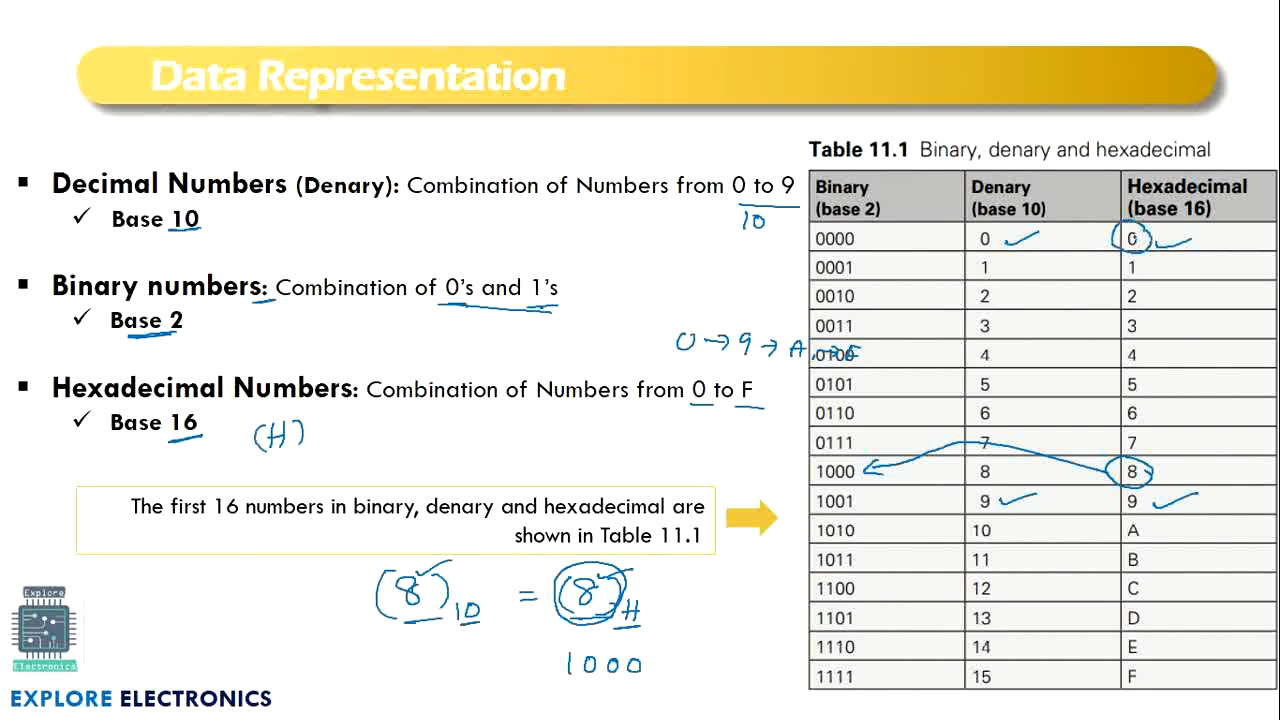 Data Representation
▪ Decimal Numbers (Denary): Combination of Numbers from 0 to 9
10
✓ Base 10
▪ Binary numbers: Combination of 0's and 1's
✓ Base 2
0 → 9 → A → F
▪ Hexadecimal Numbers: Combination of Numbers from 0 to F
✓ Base 16
(H)
The first 16 numbers in binary, denary and hexadecimal are
shown in Table 11.1
(8)10 = (8)H
1000
Explore
Electronics
EXPLORE ELECTRONICS
Table 11.1 Binary, denary and hexadecimal
Binary (base 2) Denary (base 10) Hexadecimal (base 16)
0000 0 0
0001 1 1
0010 2 2
0011 3 3
0100 4 4
0101 5 5
0110 6 6
0111 7 7
1000 8 8
1001 9 9
1010 10 A
1011 11 B
1100 12 C
1101 13 D
1110 14 E
1111 15 F